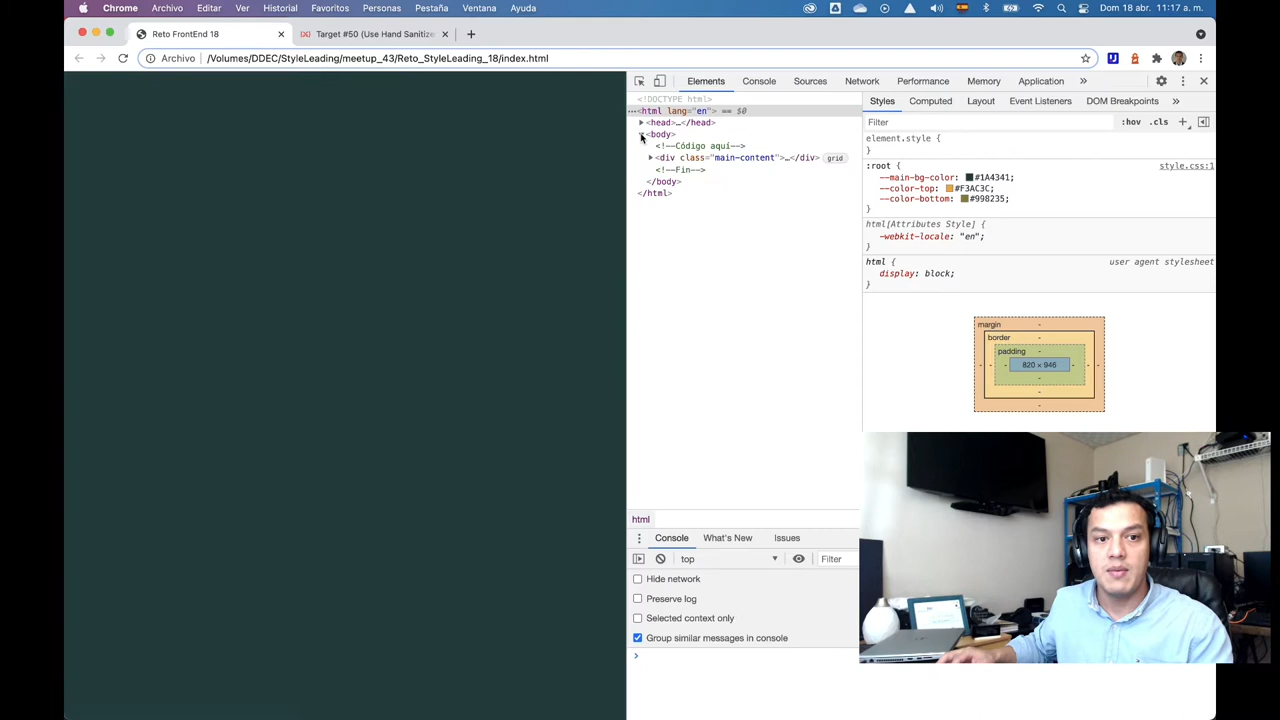 Chrome Archivo Editar Ver Historial Favoritos Personas Pestaña Ventana Ayuda Dom 18 abr. 11:17 a. m.
Reto FrontEnd 18 Target #50 (Use Hand Sanitize
Archivo /Volumes/DDEC/StyleLeading/meetup_43/Reto_StyleLeading_18/index.html
Elements Console Sources Network Performance Memory Application »
<!DOCTYPE html>
<html lang="en"> == $0
<head>…</head>
<body>
<!--Código aquí-->
<div class="main-content">…</div> grid
<!--Fin-->
</body>
</html>
html
Styles Computed Layout Event Listeners DOM Breakpoints »
Filter :hov .cls
element.style {
}
:root { style.css:1
--main-bg-color: #1A4341;
--color-top: #F3AC3C;
--color-bottom: #998235;
}
html[Attributes Style] {
-webkit-locale: "en";
}
html { user agent stylesheet
display: block;
}
margin -
border -
padding -
- - - 820 × 946 - - -
-
-
-
Console What's New Issues
top Filter
Hide network
Preserve log
Selected context only
Group similar messages in console